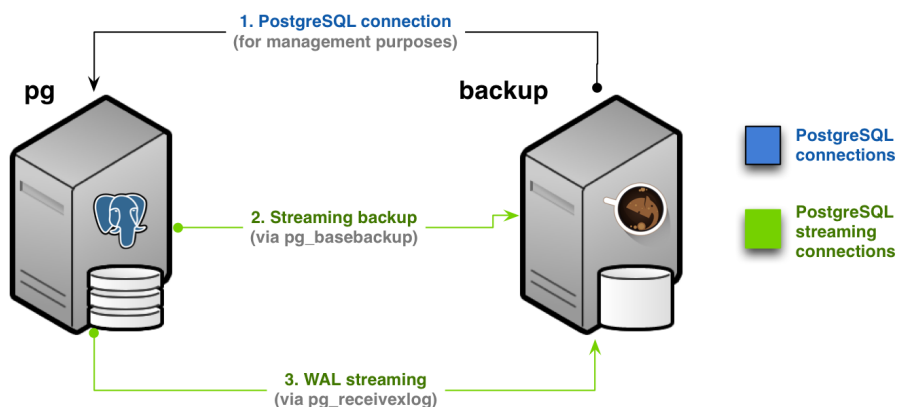 1. PostgreSQL connection
(for management purposes)
pg
backup
PostgreSQL
connections
2. Streaming backup
(via pg_basebackup)
PostgreSQL
streaming
connections
3. WAL streaming
(via pg_receivexlog)